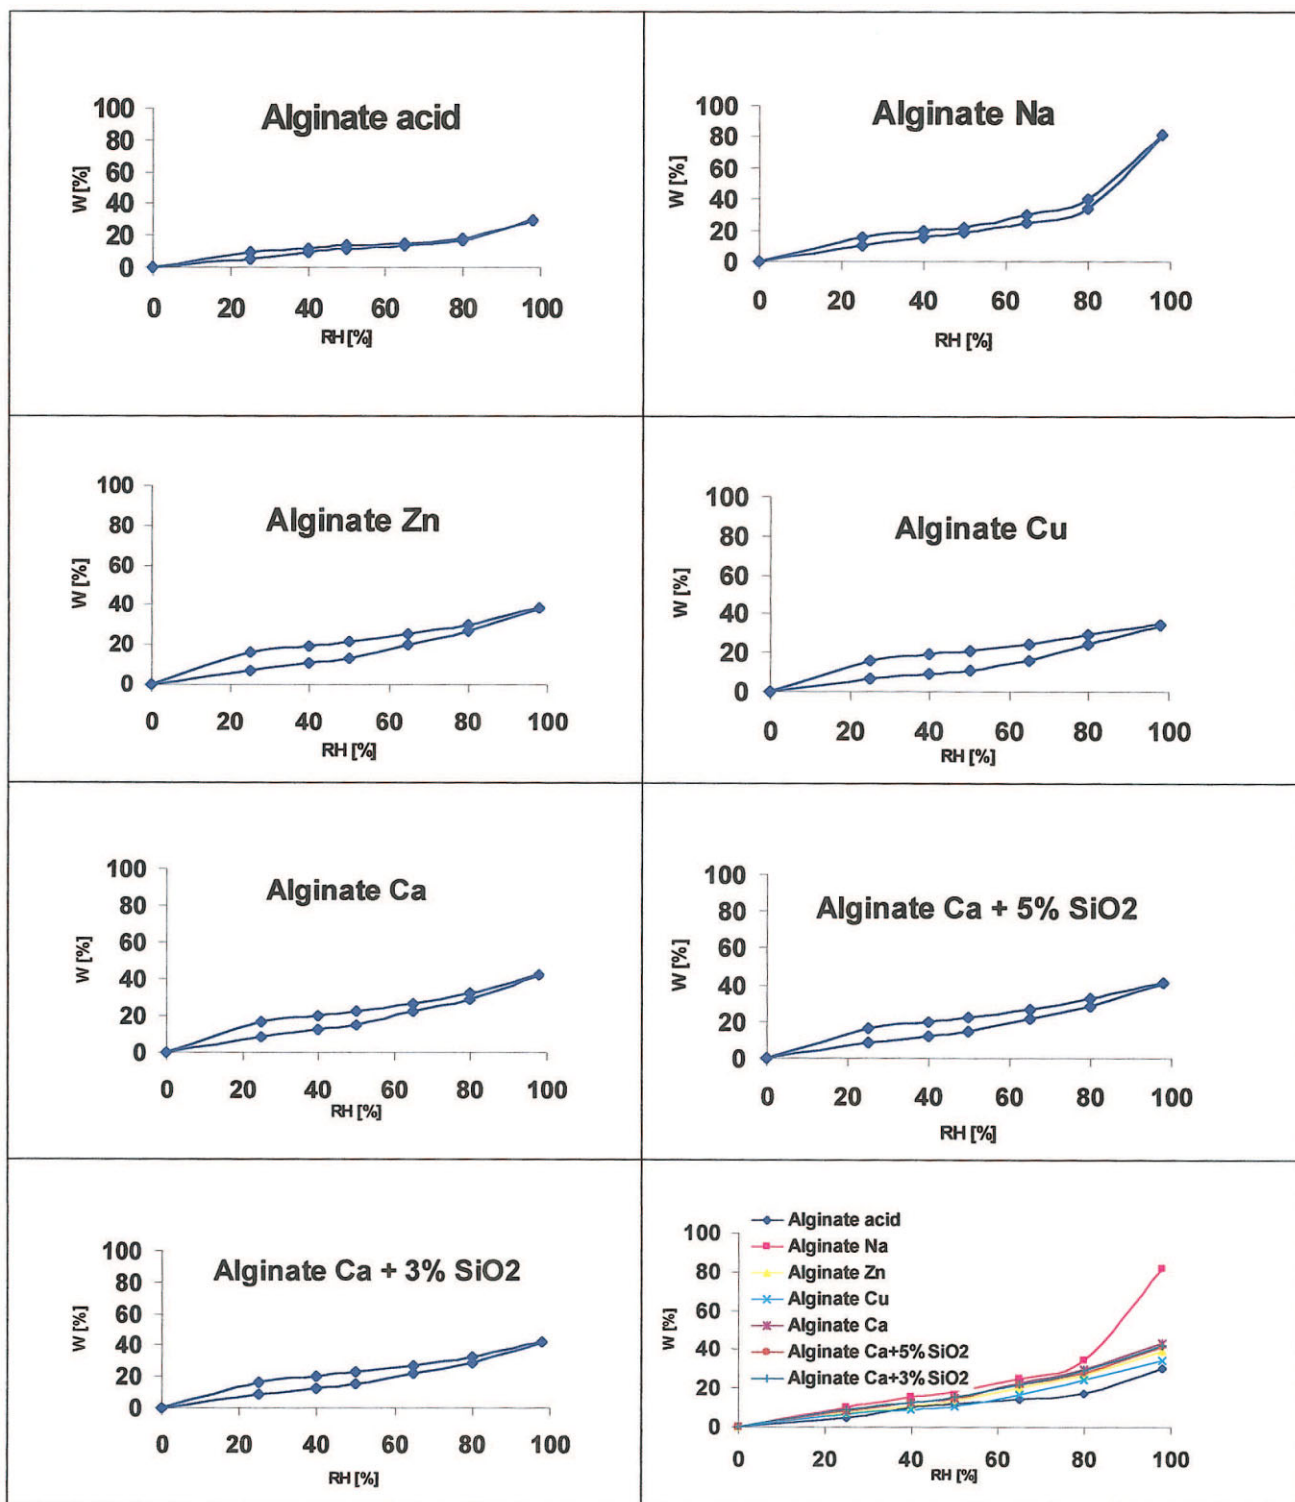 Alginate acid
100
80
60
40
20
0
W [%]
0 20 40 60 80 100
RH [%]
Alginate Na
100
80
60
40
20
0
W [%]
0 20 40 60 80 100
RH [%]
Alginate Zn
100
80
60
40
20
0
W [%]
0 20 40 60 80 100
RH [%]
Alginate Cu
100
80
60
40
20
0
W [%]
0 20 40 60 80 100
RH [%]
Alginate Ca
100
80
60
40
20
0
W [%]
0 20 40 60 80 100
RH [%]
Alginate Ca + 5% SiO2
100
80
60
40
20
0
W [%]
0 20 40 60 80 100
RH [%]
Alginate Ca + 3% SiO2
100
80
60
40
20
0
W [%]
0 20 40 60 80 100
RH [%]
Alginate acid
Alginate Na
Alginate Zn
Alginate Cu
Alginate Ca
Alginate Ca+5% SiO2
Alginate Ca+3% SiO2
100
80
60
40
20
0
W [%]
0 20 40 60 80 100
RH [%]